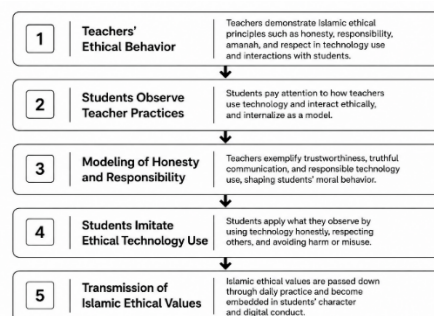 1
Teachers'
Ethical Behavior
Teachers demonstrate Islamic ethical
principles such as honesty, responsibility,
amanah, and respect in technology use
and interactions with students.
2
Students Observe
Teacher Practices
Students pay attention to how teachers
use technology and interact ethically,
and internalize as a model.
3
Modeling of Honesty
and Responsibility
Teachers exemplify trustworthiness, truthful
communication, and responsible technology
use, shaping students' moral behavior.
4
Students Imitate
Ethical Technology Use
Students apply what they observe by
using technology honestly, respecting
others, and avoiding harm or misuse.
5
Transmission of
Islamic Ethical Values
Islamic ethical values are passed down
through daily practice and become
embedded in students' character
and digital conduct.